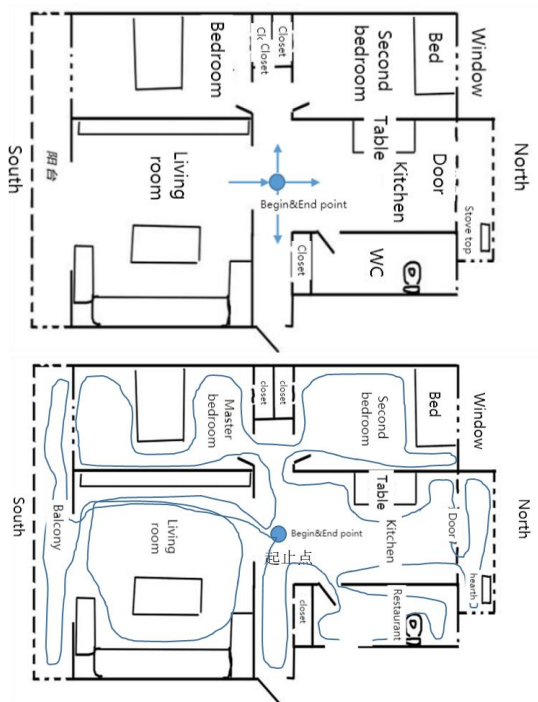 Bedroom
Closet
Closet
Second
bedroom
Bed
Window
South
阳台
Living
room
Begin&End point
Table
Kitchen
Door
North
Stove top
Closet
WC
Master
bedroom
closet
closet
Second
bedroom
Bed
Window
South
Balcony
Living
room
Begin&End point
起止点
Table
Kitchen
Door
North
hearth
closet
Restaurant